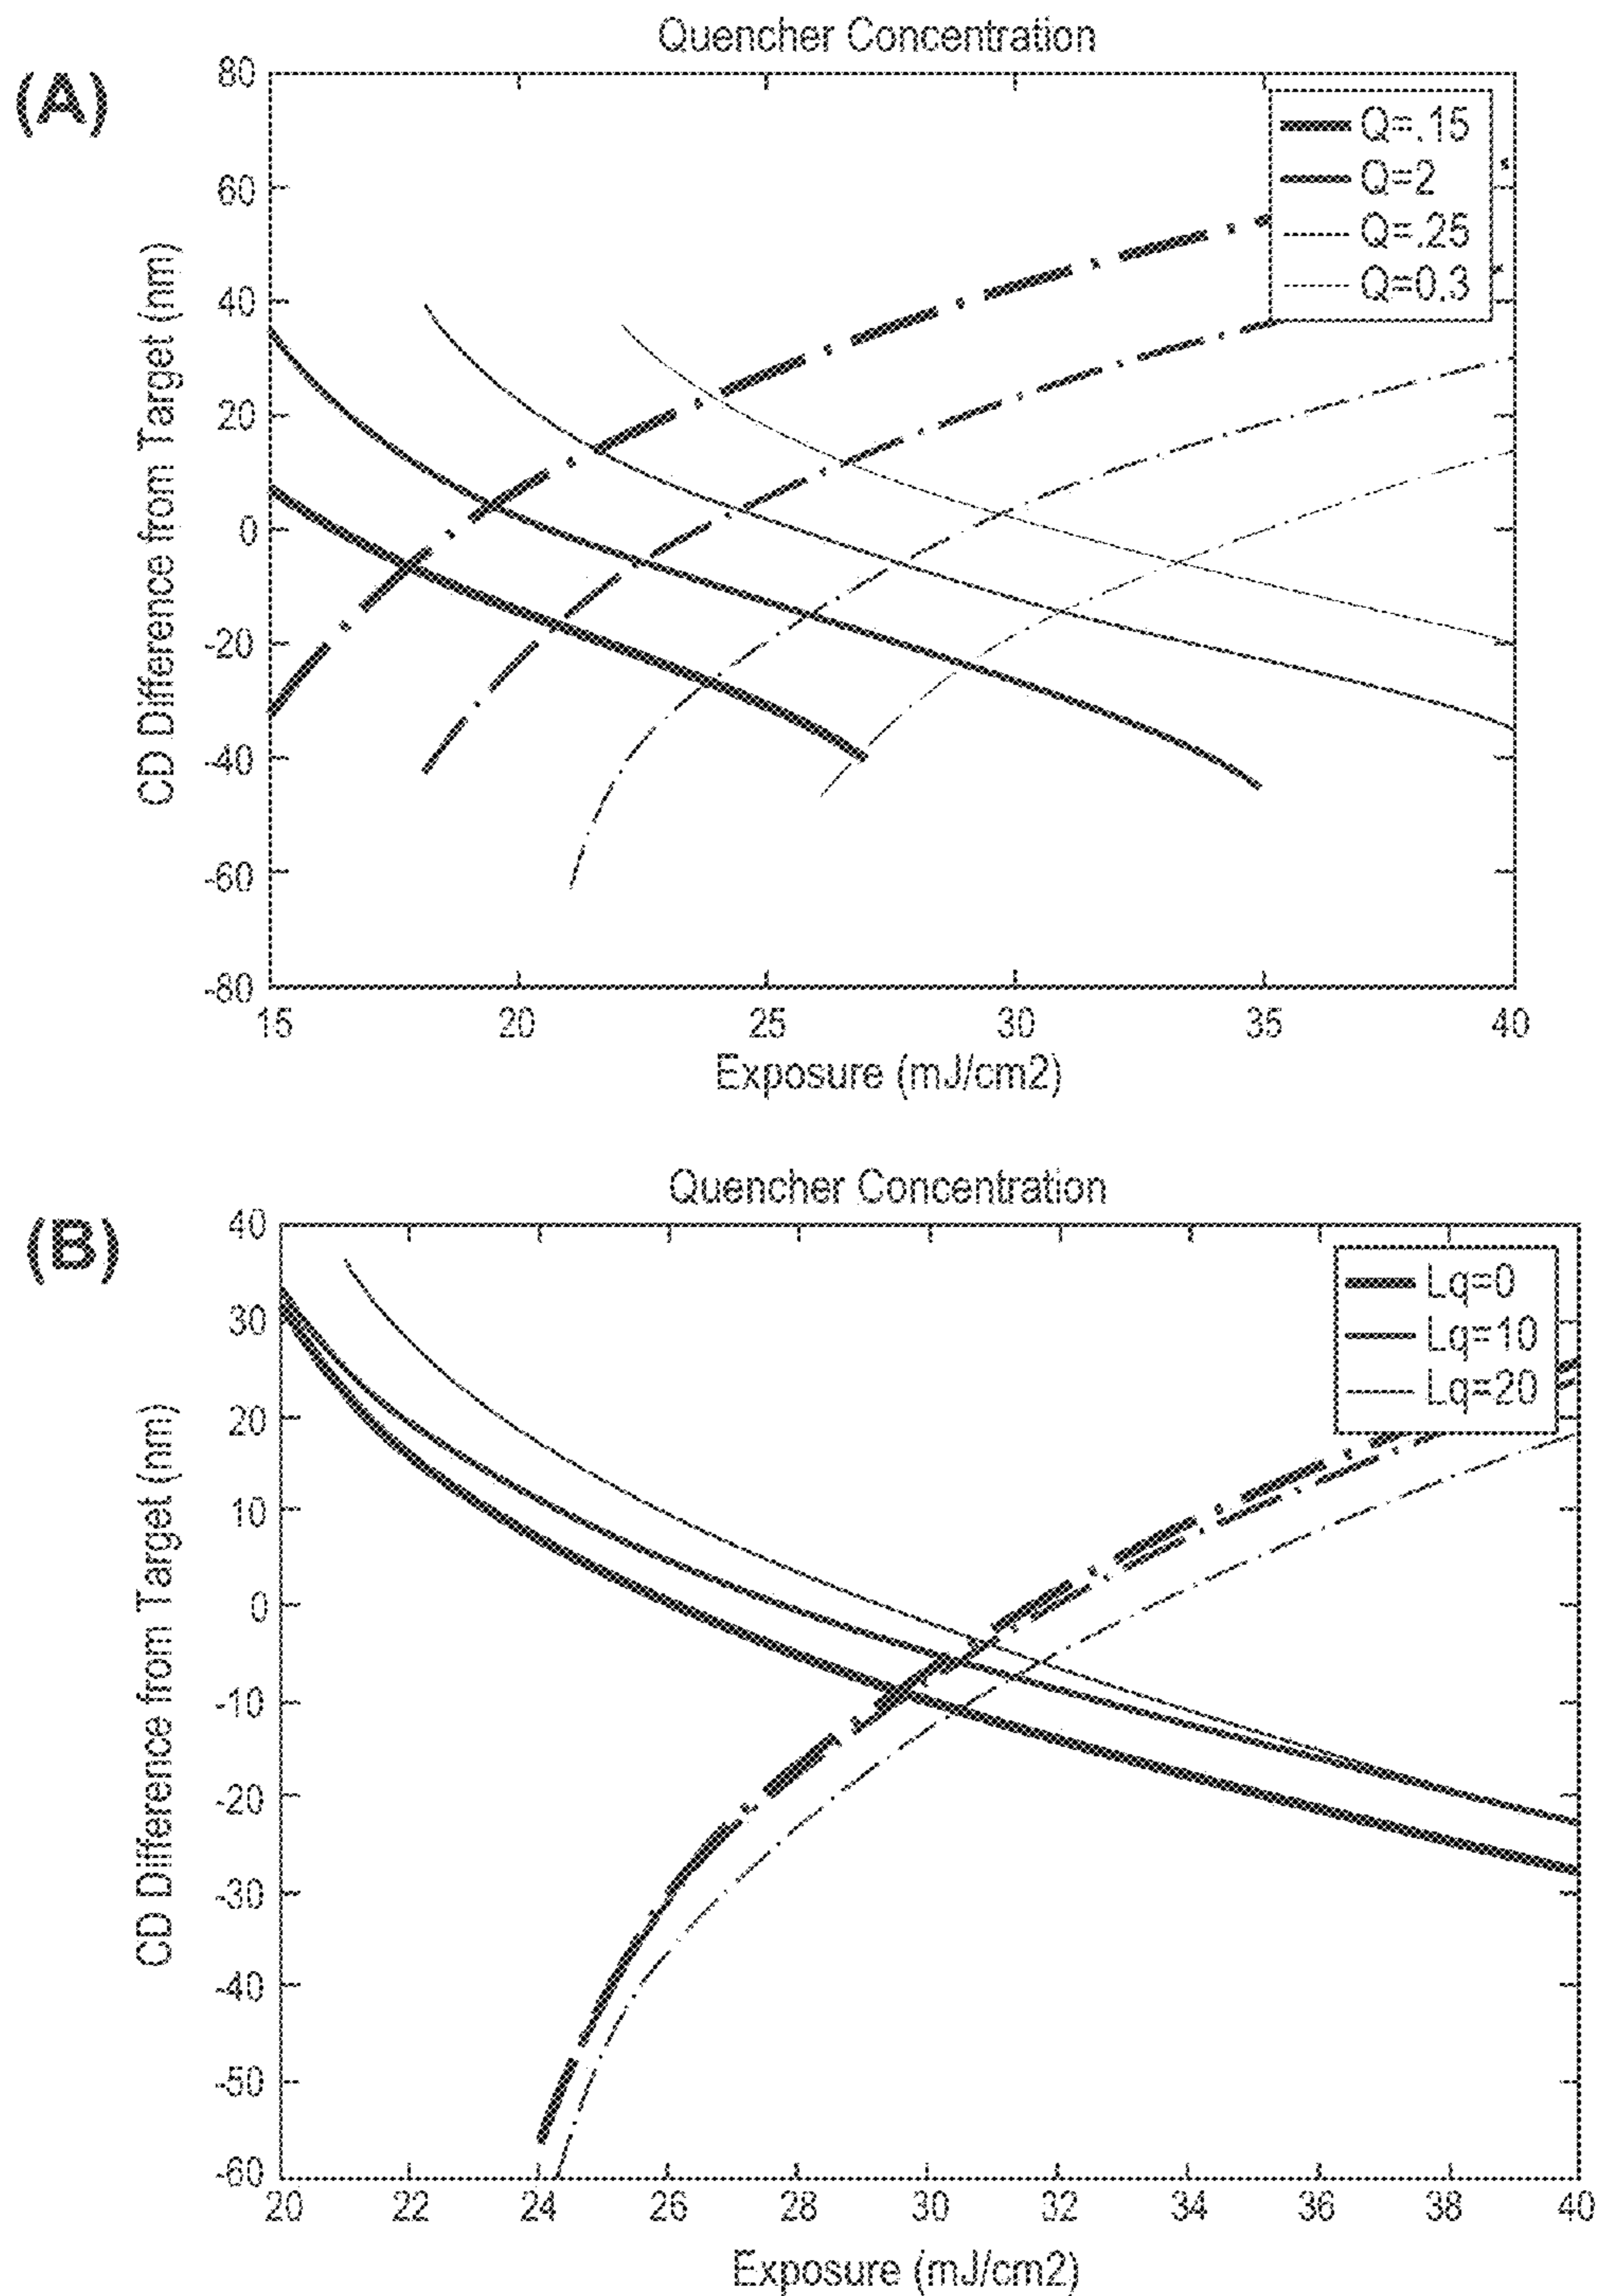 (A)
Quencher Concentration
80
60
40
20
0
-20
-40
-60
-80
CD Difference from Target (nm)
Q=.15
Q=2
Q=.25
Q=0.3
15 20 25 30 35 40
Exposure (mJ/cm2)
(B)
Quencher Concentration
40
30
20
10
0
-10
-20
-30
-40
-50
-60
CD Difference from Target (nm)
Lq=0
Lq=10
Lq=20
20 22 24 26 28 30 32 34 36 38 40
Exposure (mJ/cm2)